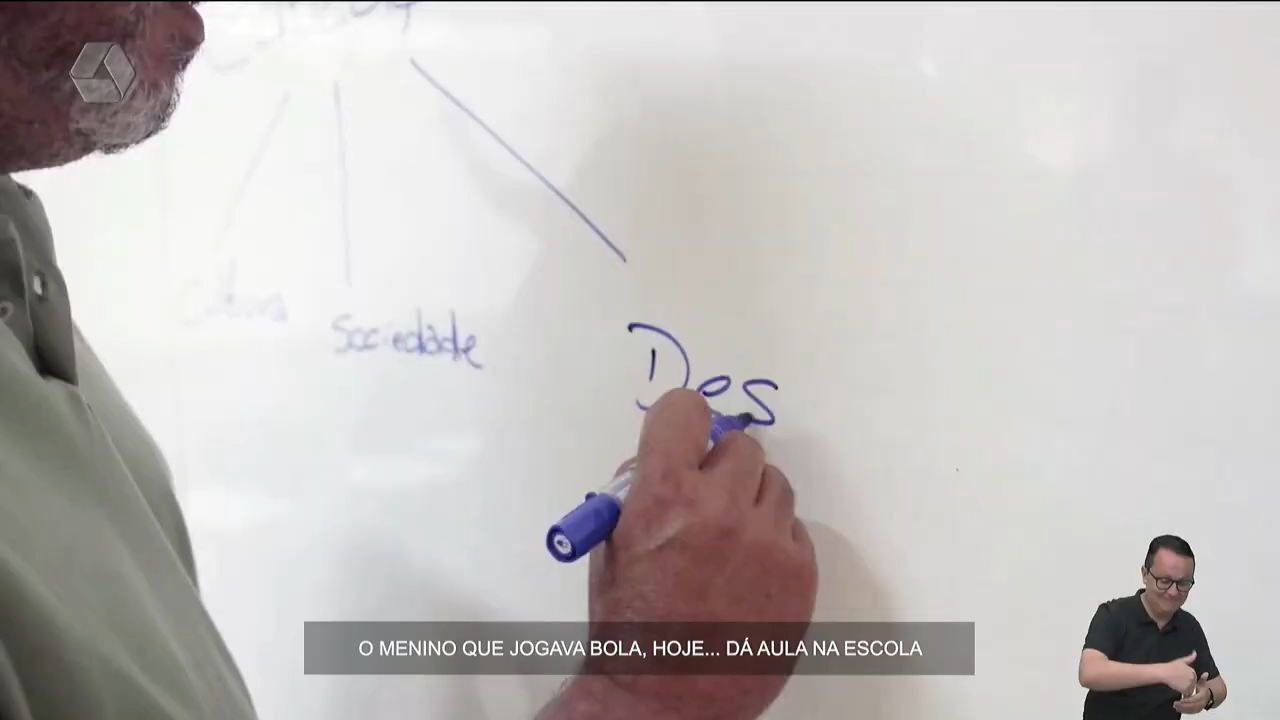 Cultura
Sociedade
Des
O MENINO QUE JOGAVA BOLA, HOJE... DÁ AULA NA ESCOLA